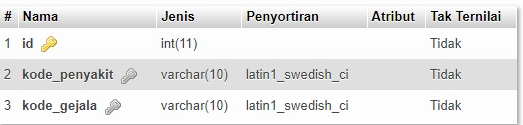 # Nama Jenis Penyortiran Atribut Tak Ternilai
1 id int(11) Tidak
2 kode_penyakit varchar(10) latin1_swedish_ci Tidak
3 kode_gejala varchar(10) latin1_swedish_ci Tidak